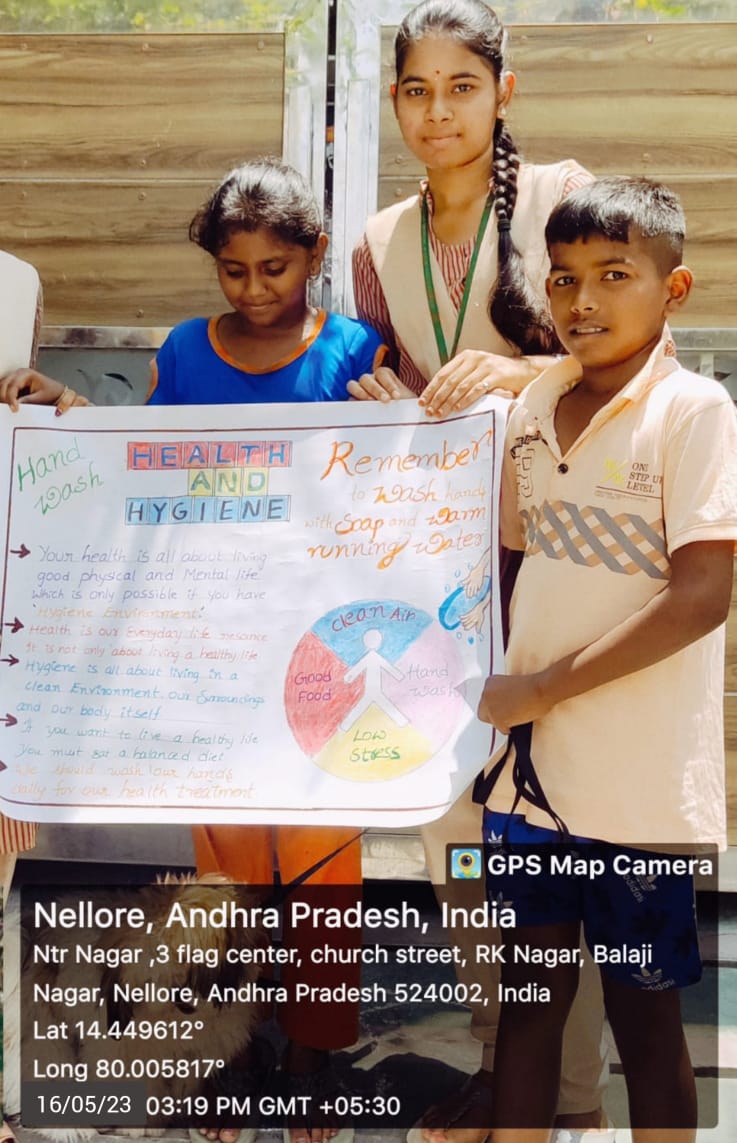 Hand
Wash
HEALTH
AND
HYGIENE
Remember
to wash hands
with Soap and warm
running water
Your health is all about living
good physical and Mental life
which is only possible if you have
'Hygiene Environment.'
Health is our Everyday life
It is not only about living a healthy life
Hygiene is all about living in a
clean Environment our Surroundings
and our body itself
If you want to live a healthy life
You must eat a balanced diet
We should wash our hands
daily for our health treatment
clean Air
Good
Food
Hand
wash
Low
Stress
ONE
STEP UP
LEVEL
adidas
adidas
GPS Map Camera
Nellore, Andhra Pradesh, India
Ntr Nagar ,3 flag center, church street, RK Nagar, Balaji
Nagar, Nellore, Andhra Pradesh 524002, India
Lat 14.449612°
Long 80.005817°
16/05/23 03:19 PM GMT +05:30